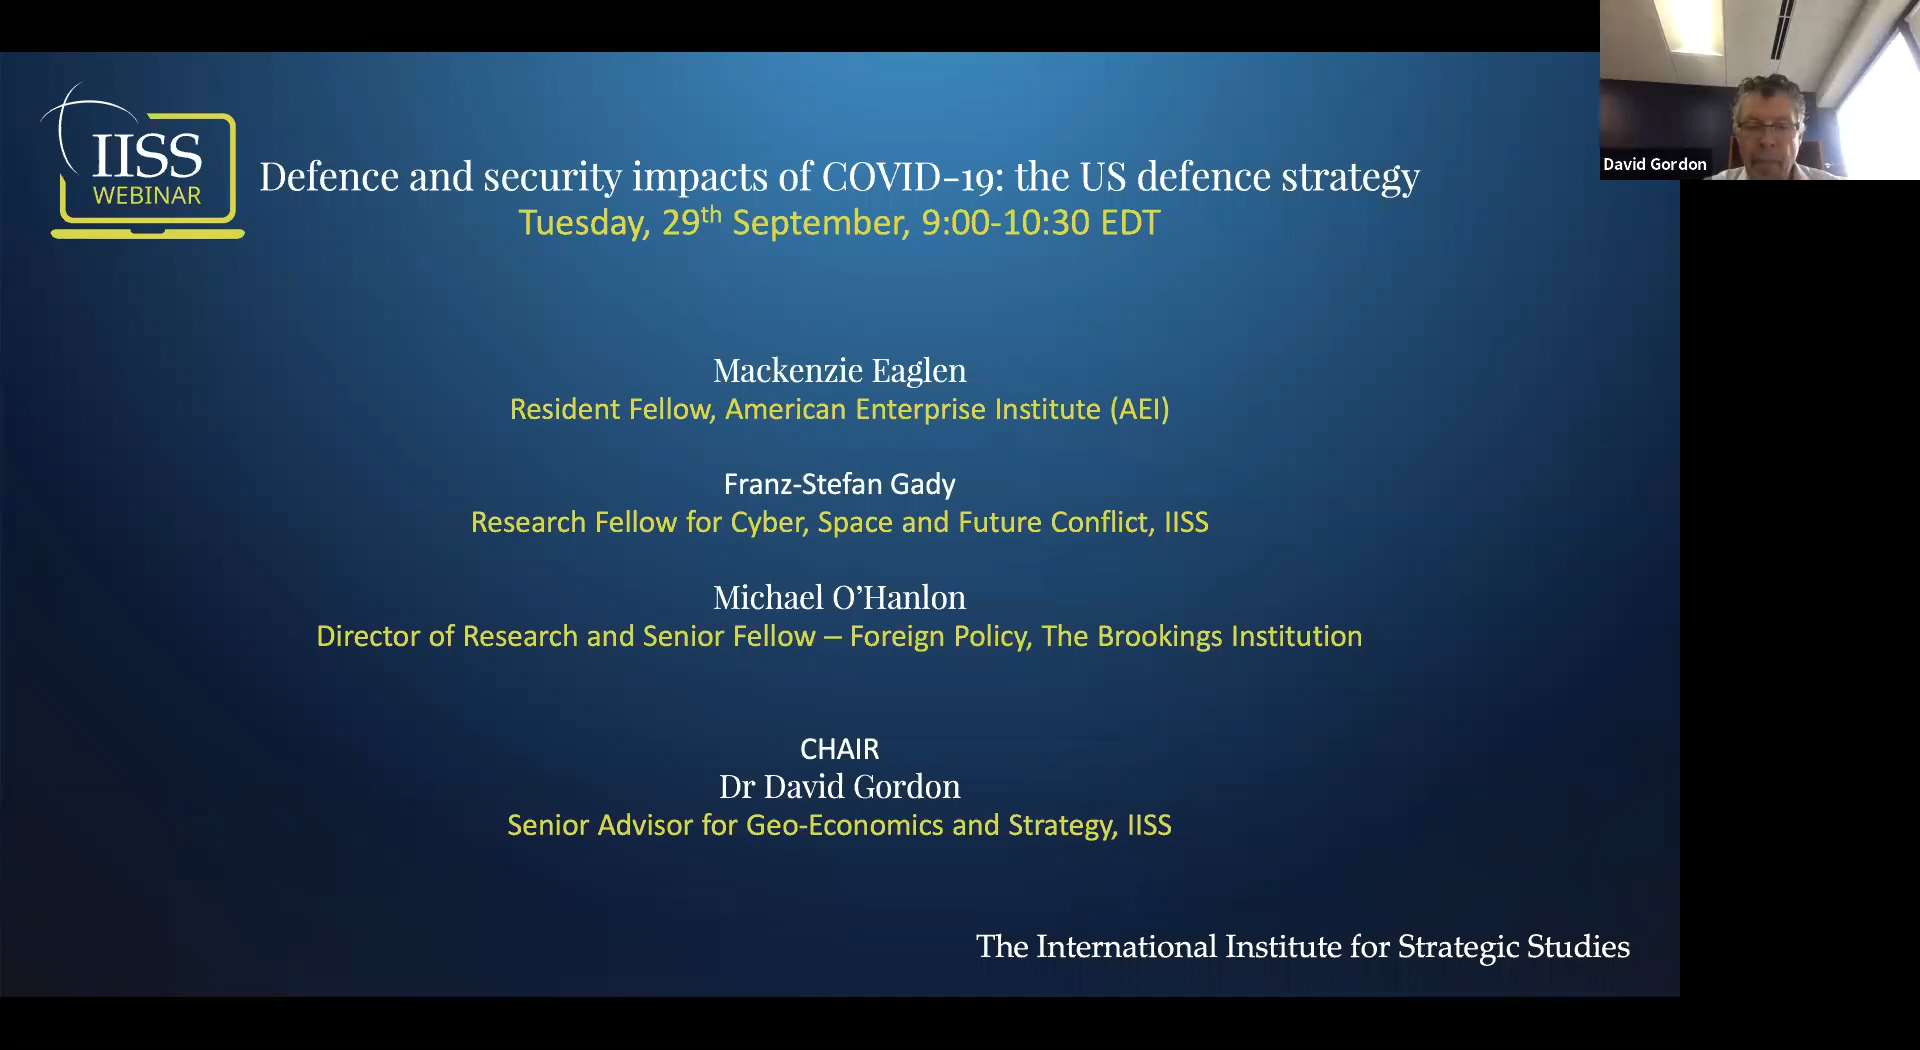 IISS
WEBINAR
Defence and security impacts of COVID-19: the US defence strategy
Tuesday, 29th September, 9:00-10:30 EDT
David Gordon
Mackenzie Eaglen
Resident Fellow, American Enterprise Institute (AEI)
Franz-Stefan Gady
Research Fellow for Cyber, Space and Future Conflict, IISS
Michael O’Hanlon
Director of Research and Senior Fellow – Foreign Policy, The Brookings Institution
CHAIR
Dr David Gordon
Senior Advisor for Geo-Economics and Strategy, IISS
The International Institute for Strategic Studies